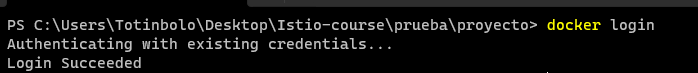 PS C:\Users\Totinbolo\Desktop\Istio-course\prueba\proyecto> docker login
Authenticating with existing credentials...
Login Succeeded